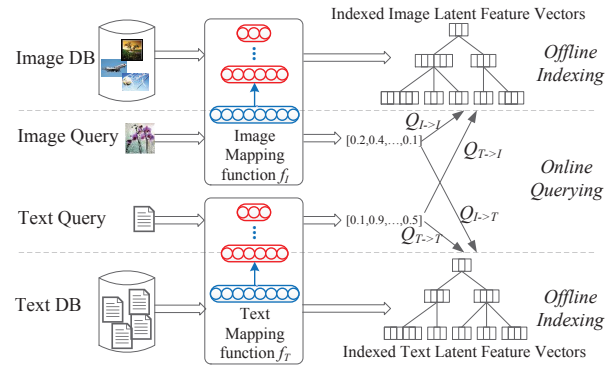 Indexed Image Latent Feature Vectors
Image DB
Offline
Indexing
Image Query
Image
Mapping
function f_I
[0.2,0.4,...,0.1]
Q_{I->I}
Q_{T->I}
Online
Querying
Text Query
[0.1,0.9,...,0.5]
Q_{I->T}
Q_{T->T}
Text DB
Text
Mapping
function f_T
Offline
Indexing
Indexed Text Latent Feature Vectors